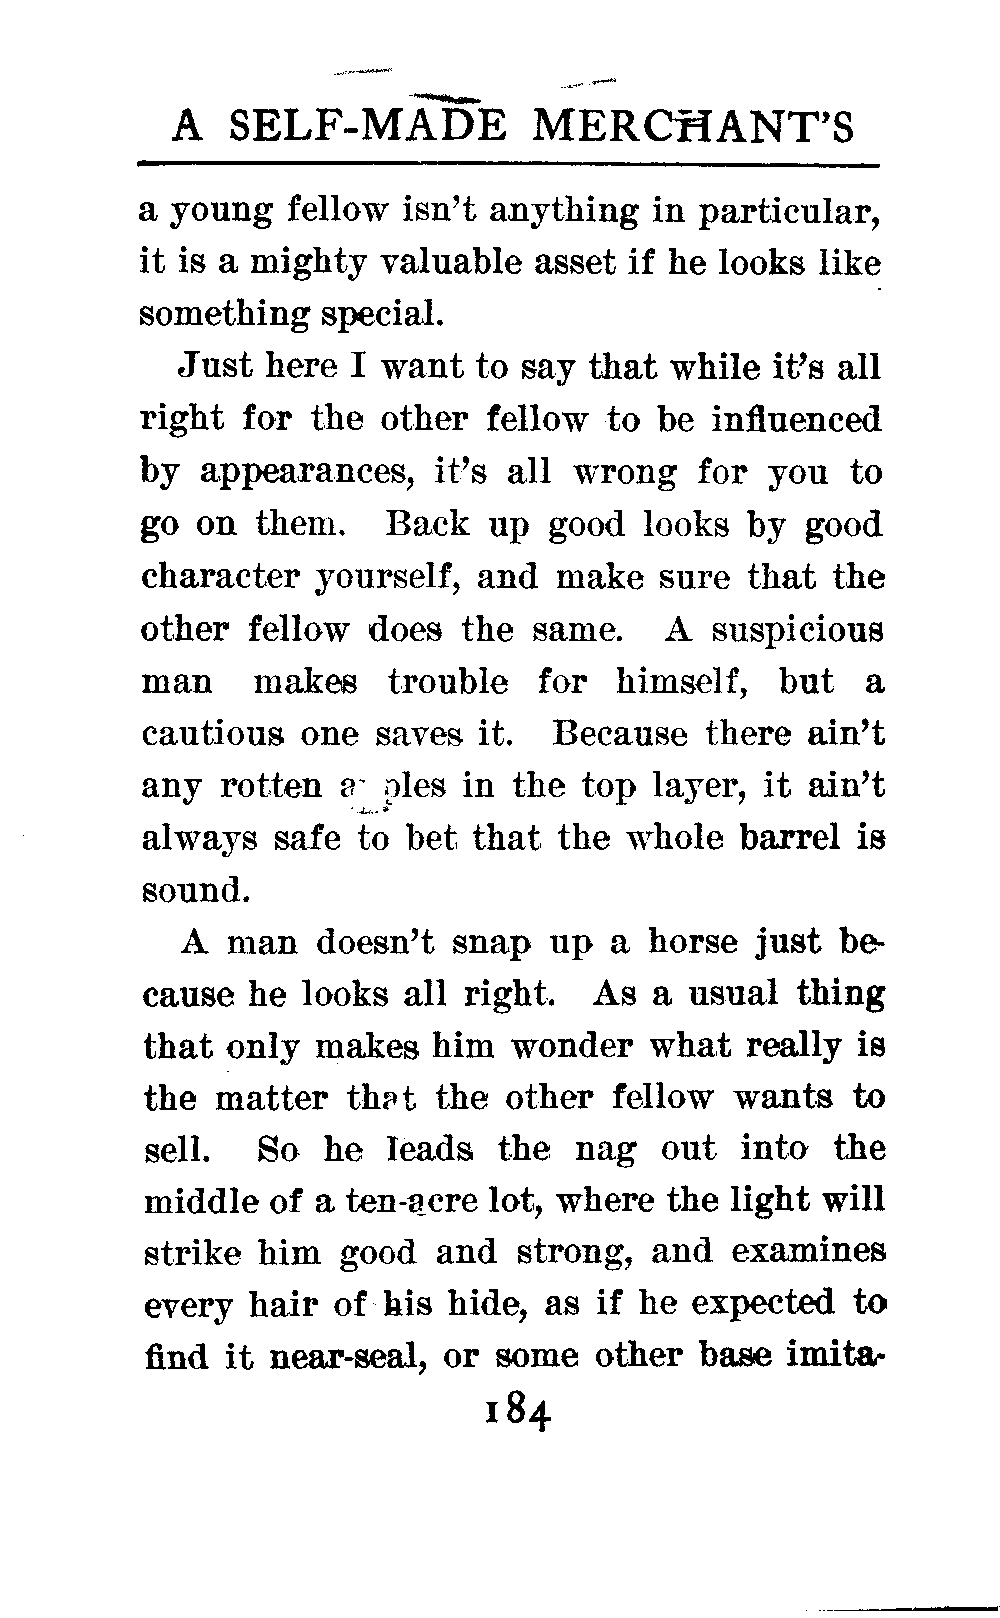 A SELF-MADE MERCHANT'S
a young fellow isn't anything in particular,
it is a mighty valuable asset if he looks like
something special.
Just here I want to say that while it's all
right for the other fellow to be influenced
by appearances, it's all wrong for you to
go on them. Back up good looks by good
character yourself, and make sure that the
other fellow does the same. A suspicious
man makes trouble for himself, but a
cautious one saves it. Because there ain't
any rotten apples in the top layer, it ain't
always safe to bet that the whole barrel is
sound.
A man doesn't snap up a horse just be-
cause he looks all right. As a usual thing
that only makes him wonder what really is
the matter that the other fellow wants to
sell. So he leads the nag out into the
middle of a ten-acre lot, where the light will
strike him good and strong, and examines
every hair of his hide, as if he expected to
find it near-seal, or some other base imita-
184